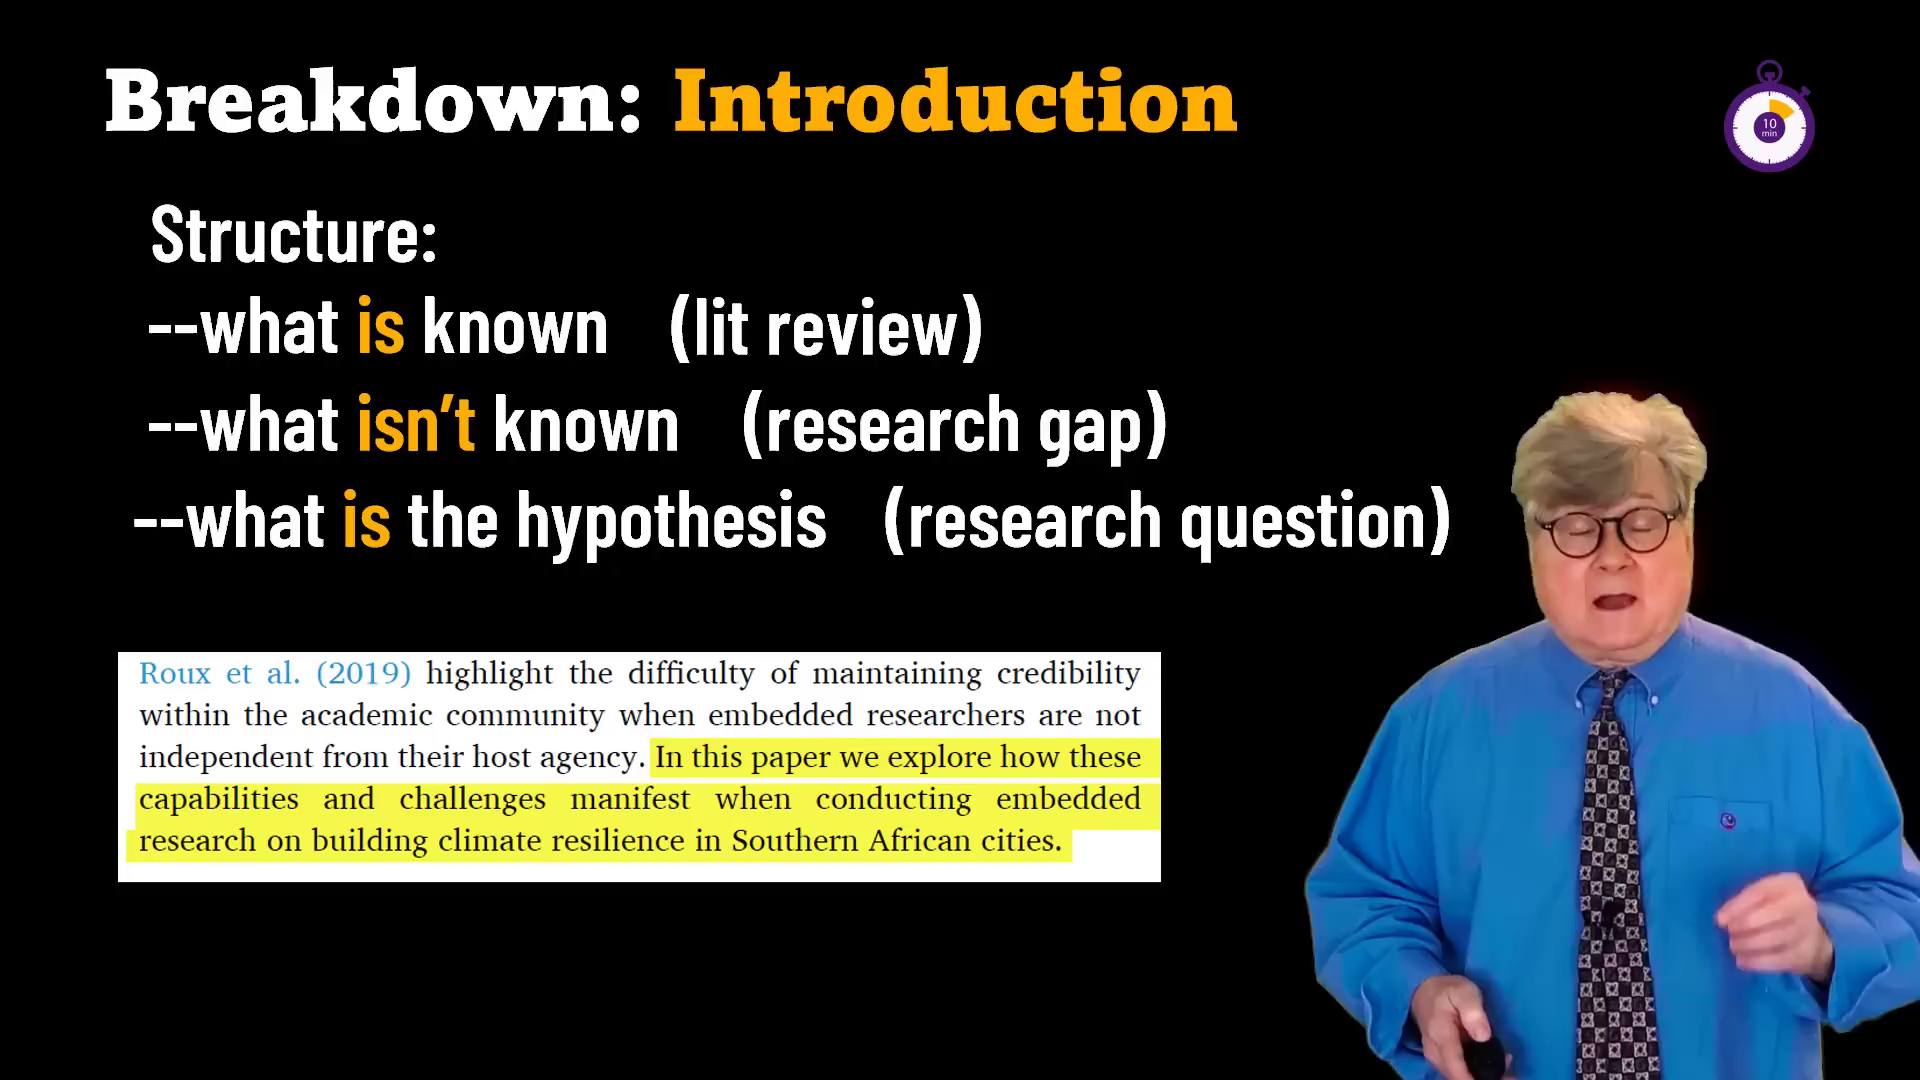 Breakdown: Introduction
10
min
Structure:
--what is known (lit review)
--what isn't known (research gap)
--what is the hypothesis (research question)
Roux et al. (2019) highlight the difficulty of maintaining credibility
within the academic community when embedded researchers are not
independent from their host agency. In this paper we explore how these
capabilities and challenges manifest when conducting embedded
research on building climate resilience in Southern African cities.